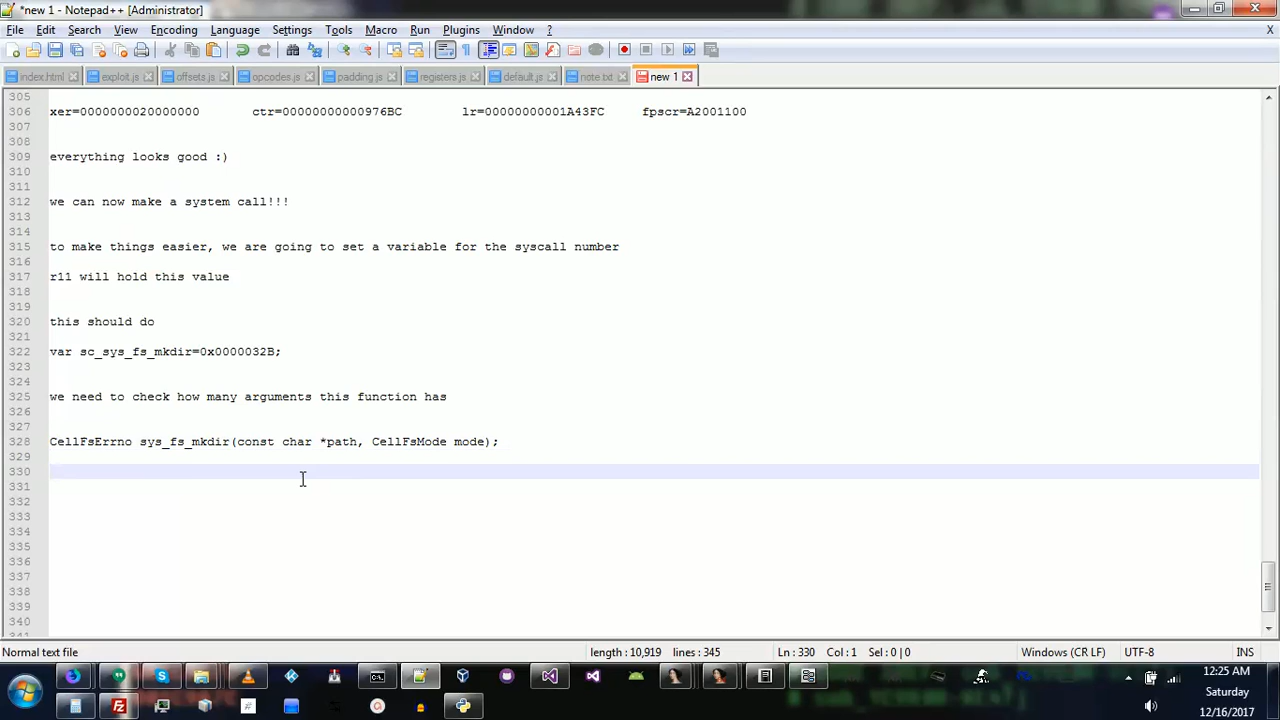 *new 1 - Notepad++ [Administrator]
File Edit Search View Encoding Language Settings Tools Macro Run Plugins Window ? X
index.html exploit.js offsets.js opcodes.js padding.js registers.js default.js note.txt new 1
305
306 xer=0000000020000000 ctr=00000000000976BC lr=00000000001A43FC fpscr=A2001100
307
308
309 everything looks good :)
310
311
312 we can now make a system call!!!
313
314
315 to make things easier, we are going to set a variable for the syscall number
316
317 r11 will hold this value
318
319
320 this should do
321
322 var sc_sys_fs_mkdir=0x0000032B;
323
324
325 we need to check how many arguments this function has
326
327
328 CellFsErrno sys_fs_mkdir(const char *path, CellFsMode mode);
329
330
331
332
333
334
335
336
337
338
339
340
341
Normal text file length : 10,919 lines : 345 Ln : 330 Col : 1 Sel : 0 | 0 Windows (CR LF) UTF-8 INS
12:25 AM
Saturday
12/16/2017